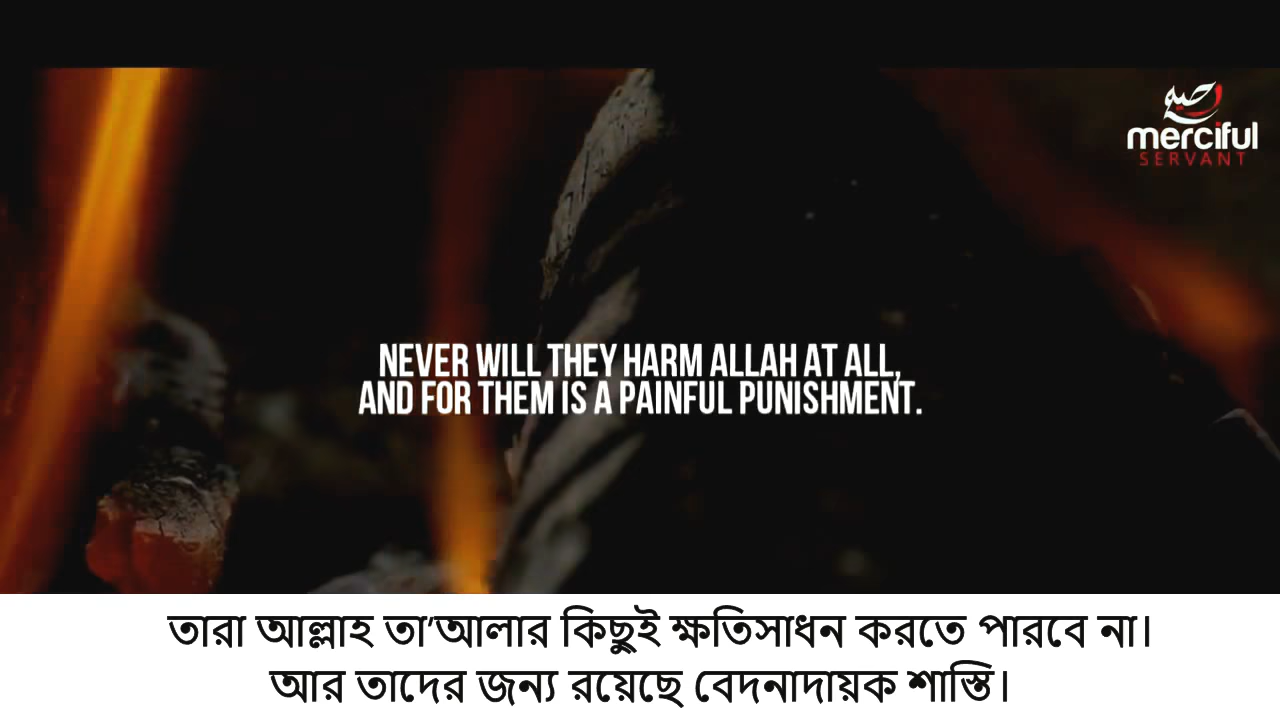 merciful
SERVANT
NEVER WILL THEY HARM ALLAH AT ALL,
AND FOR THEM IS A PAINFUL PUNISHMENT.
তারা আল্লাহ তা'আলার কিছুই ক্ষতিসাধন করতে পারবে না।
আর তাদের জন্য রয়েছে বেদনাদায়ক শাস্তি।